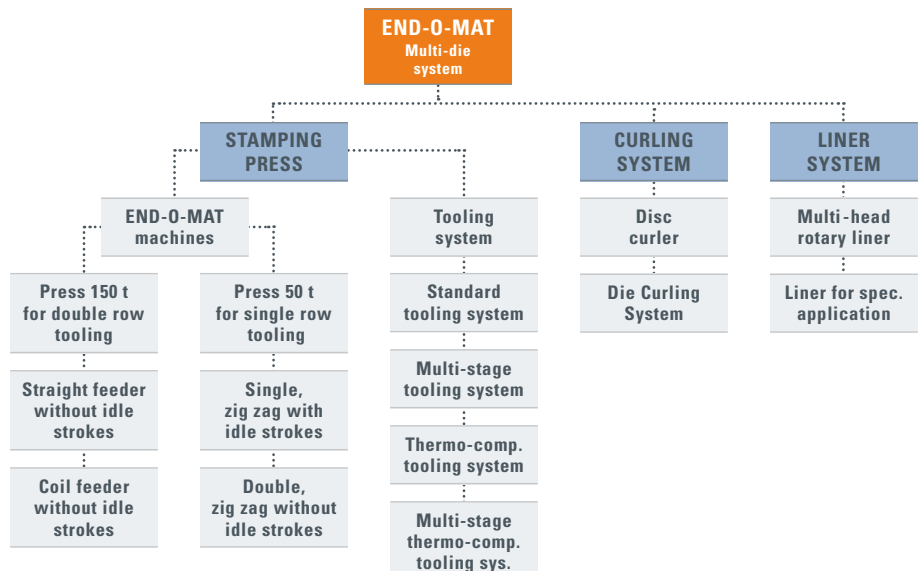 END-O-MAT
Multi-die
system
STAMPING
PRESS
CURLING
SYSTEM
LINER
SYSTEM
END-O-MAT
machines
Tooling
system
Disc
curler
Multi-head
rotary liner
Press 150 t
for double row
tooling
Press 50 t
for single row
tooling
Standard
tooling system
Die Curling
System
Liner for spec.
application
Straight feeder
without idle
strokes
Single,
zig zag with
idle strokes
Multi-stage
tooling system
Thermo-comp.
tooling system
Coil feeder
without idle
strokes
Double,
zig zag without
idle strokes
Multi-stage
thermo-comp.
tooling sys.